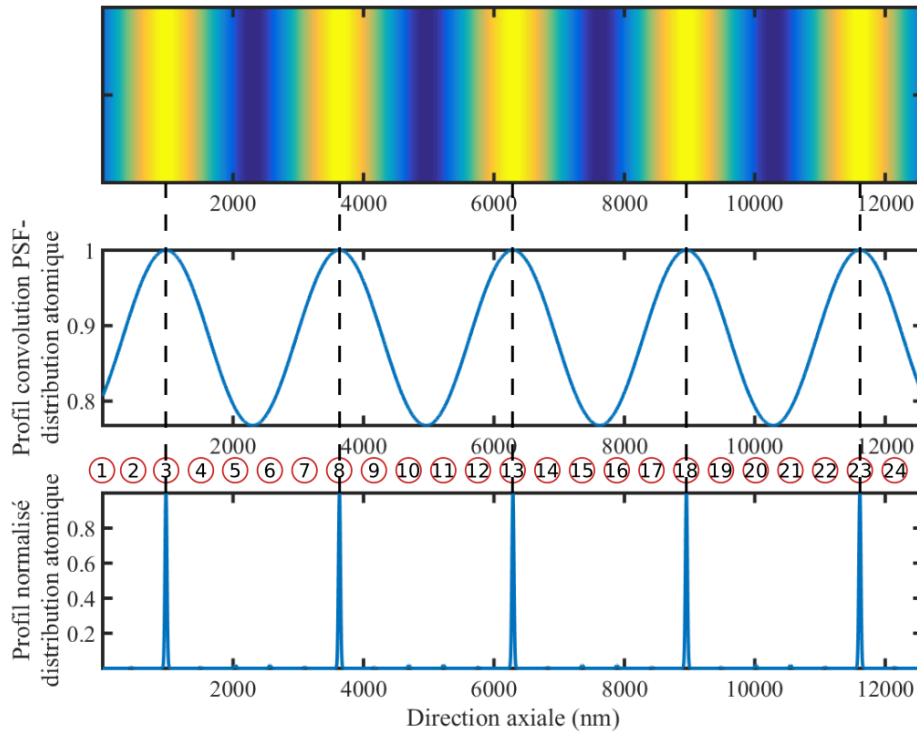 2000 4000 6000 8000 10000 12000
Profil convolution PSF-
distribution atomique
1
0.9
0.8
2000 4000 6000 8000 10000 12000
1 2 3 4 5 6 7 8 9 10 11 12 13 14 15 16 17 18 19 20 21 22 23 24
Profil normalisé
distribution atomique
0.8
0.6
0.4
0.2
2000 4000 6000 8000 10000 12000
Direction axiale (nm)